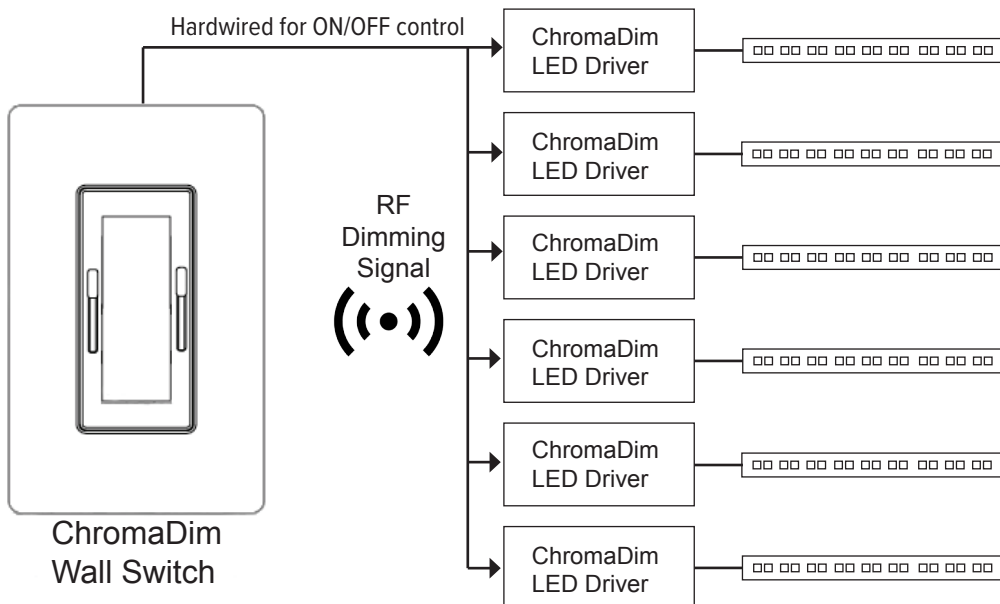 Hardwired for ON/OFF control
ChromaDim
LED Driver
ChromaDim
LED Driver
RF
Dimming
Signal
ChromaDim
LED Driver
ChromaDim
LED Driver
ChromaDim
LED Driver
ChromaDim
LED Driver
ChromaDim
Wall Switch